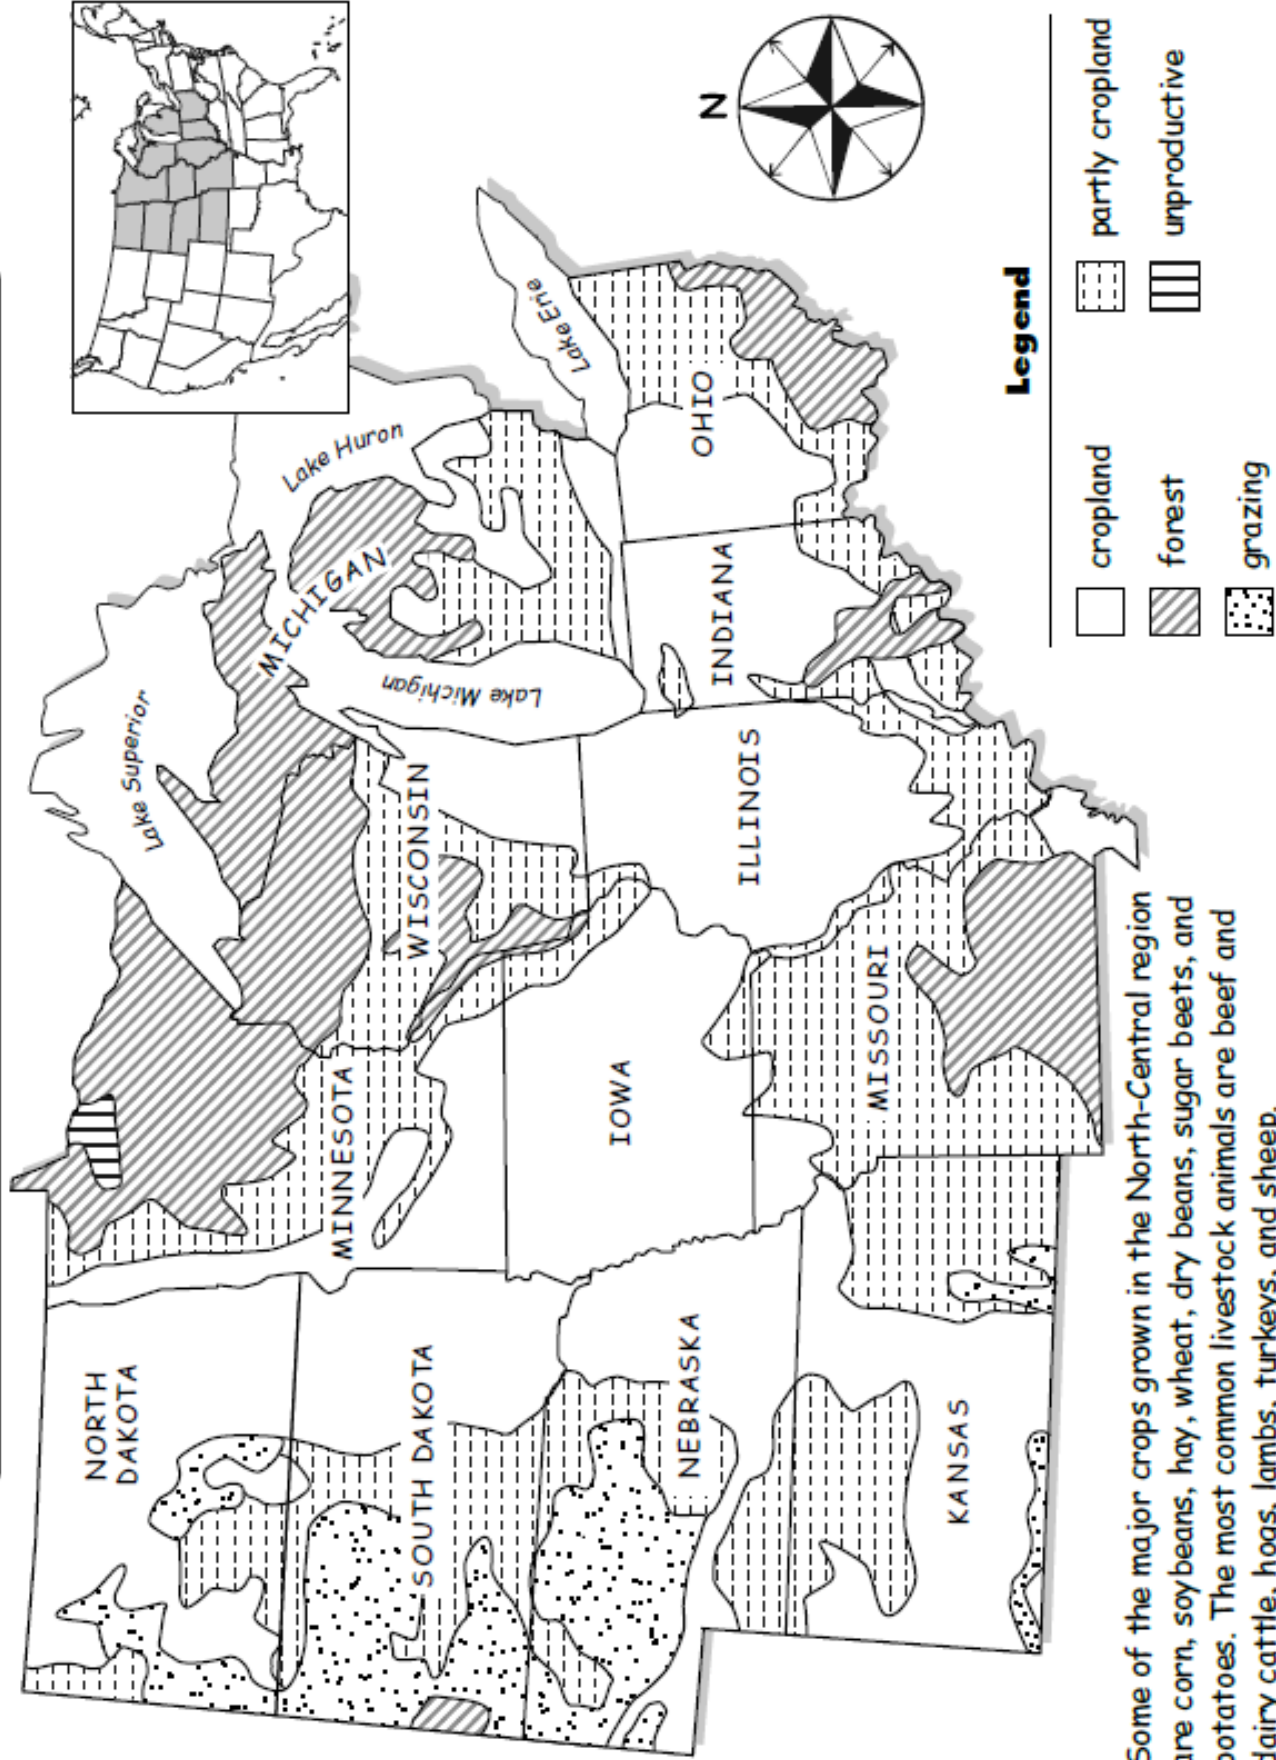 NORTH
DAKOTA
SOUTH DAKOTA
NEBRASKA
KANSAS
MINNESOTA
IOWA
MISSOURI
WISCONSIN
ILLINOIS
MICHIGAN
INDIANA
OHIO
Lake Superior
Lake Michigan
Lake Huron
Lake Erie
N
Legend
cropland
partly cropland
forest
unproductive
grazing
Some of the major crops grown in the North-Central region
are corn, soybeans, hay, wheat, dry beans, sugar beets, and
potatoes. The most common livestock animals are beef and
dairy cattle, hogs, lambs, turkeys, and sheep.